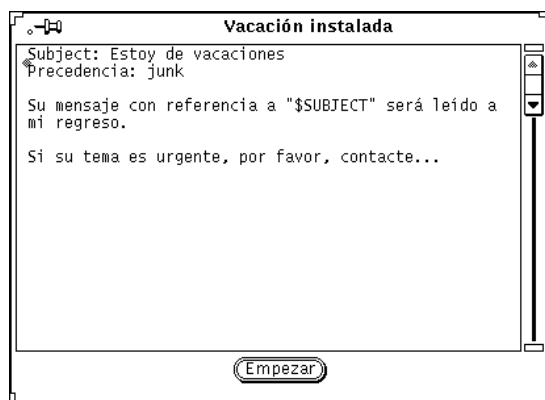 Vacación instalada
Subject: Estoy de vacaciones
Precedencia: junk
Su mensaje con referencia a "$SUBJECT" será leído a
mi regreso.
Si su tema es urgente, por favor, contacte...
Empezar